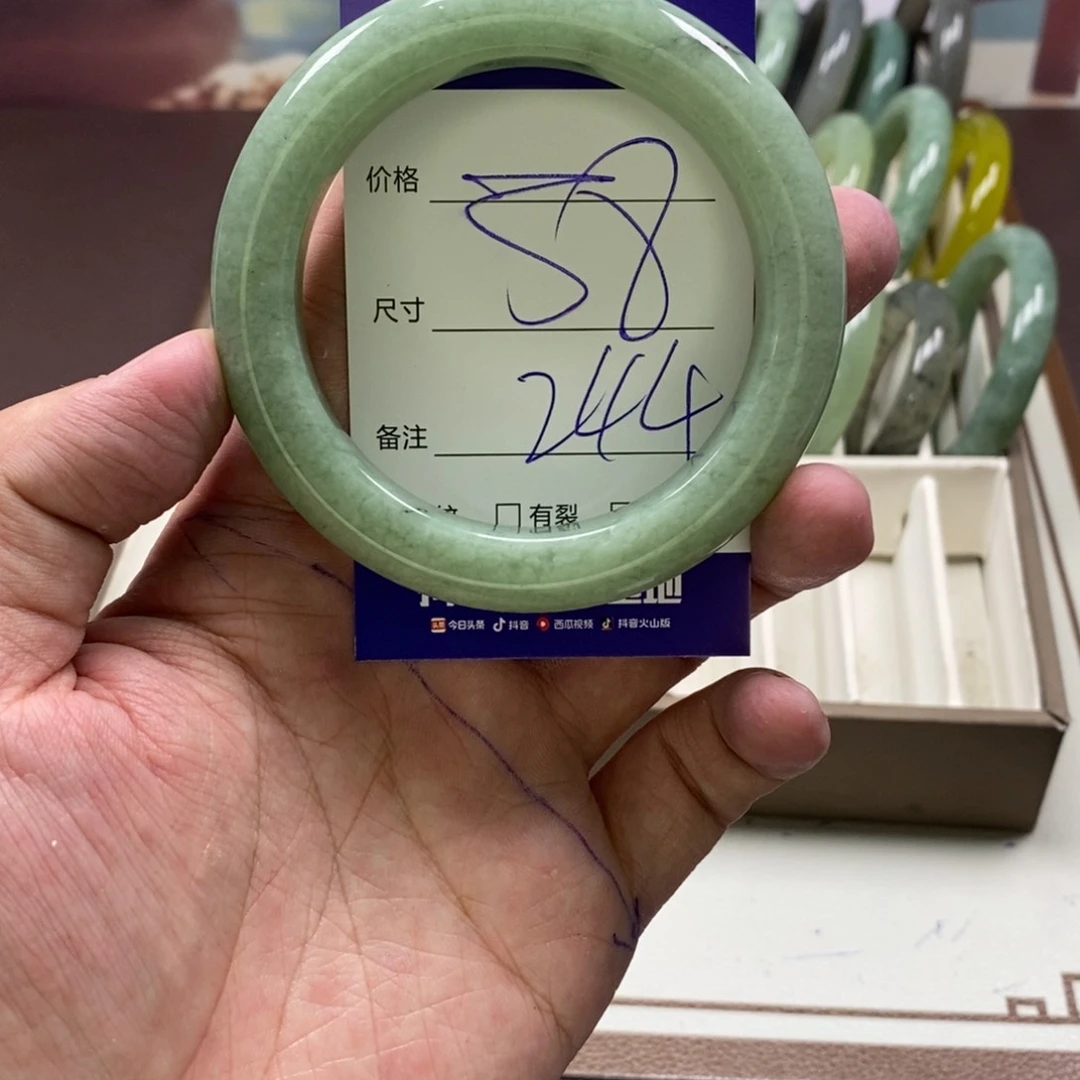 价格
58
尺寸
244
备注
☐有裂
今日头条 抖音 西瓜视频 抖音火山版